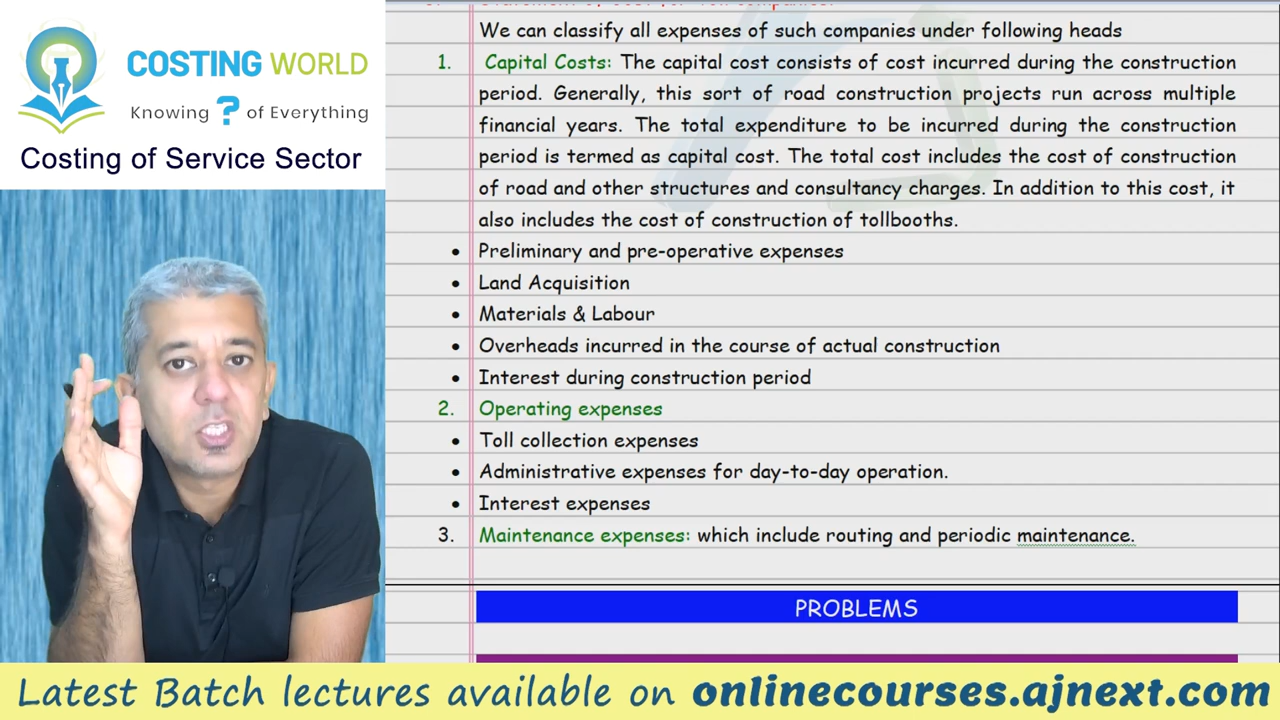 COSTING WORLD
Knowing ? of Everything
Costing of Service Sector
We can classify all expenses of such companies under following heads
1. Capital Costs: The capital cost consists of cost incurred during the construction
period. Generally, this sort of road construction projects run across multiple
financial years. The total expenditure to be incurred during the construction
period is termed as capital cost. The total cost includes the cost of construction
of road and other structures and consultancy charges. In addition to this cost, it
also includes the cost of construction of tollbooths.
• Preliminary and pre-operative expenses
• Land Acquisition
• Materials & Labour
• Overheads incurred in the course of actual construction
• Interest during construction period
2. Operating expenses
• Toll collection expenses
• Administrative expenses for day-to-day operation.
• Interest expenses
3. Maintenance expenses: which include routing and periodic maintenance.
PROBLEMS
Latest Batch lectures available on onlinecourses.ajnext.com